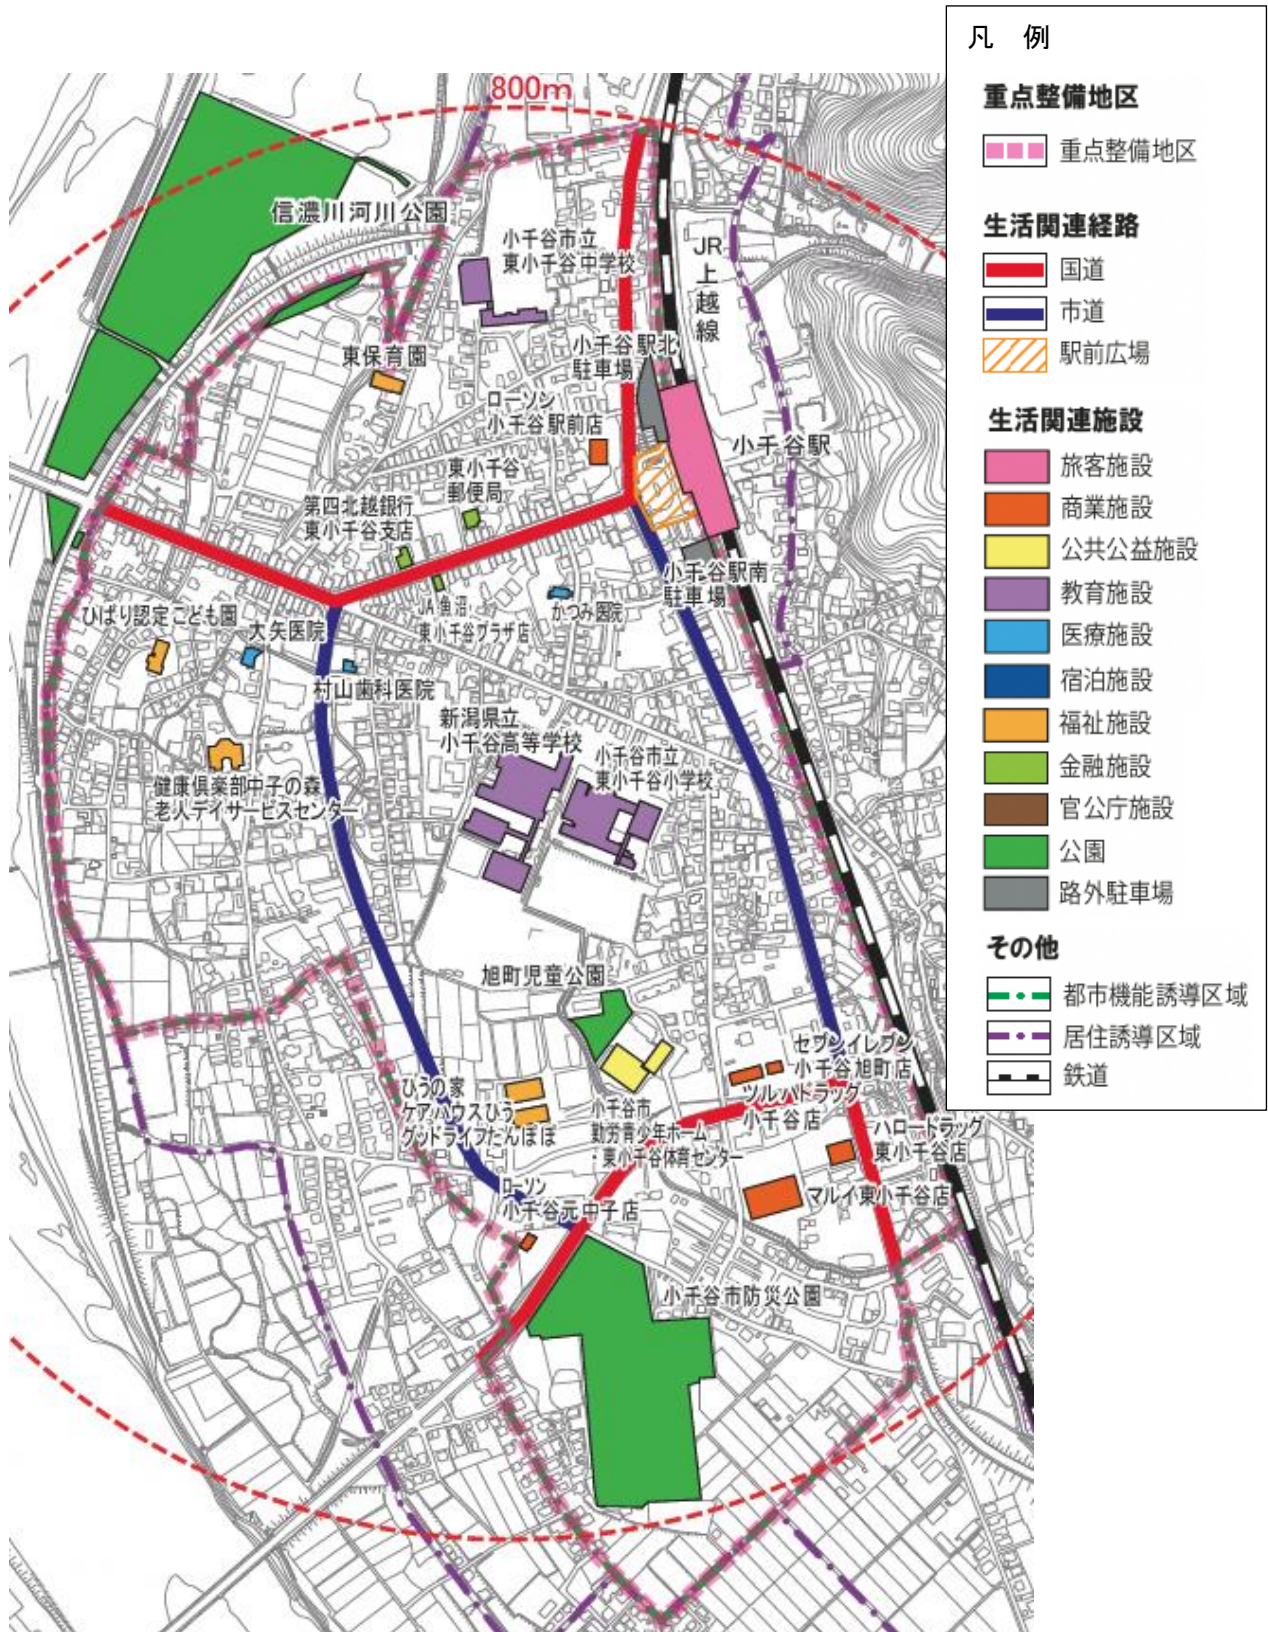 800m
信濃川河川公園
小千谷市立
東小千谷中学校
JR上越線
小千谷駅北
駐車場
東保育園
ローソン
小千谷駅前店
小千谷駅
東小千谷
郵便局
第四北越銀行
東小千谷支店
小千谷駅南
駐車場
JA魚沼
東小千谷プラザ店
かつみ医院
ひばり認定こども園
大矢医院
村山歯科医院
新潟県立
小千谷高等学校
小千谷市立
東小千谷小学校
健康倶楽部中子の森
老人デイサービスセンター
旭町児童公園
セブンイレブン
小千谷旭町店
ツルハドラッグ
小千谷店
ひうの家
ケアハウスひう
グッドライフたんぽぽ
小千谷市
勤労青少年ホーム
・東小千谷体育センター
ハロードラッグ
東小千谷店
マルイ東小千谷店
ローソン
小千谷元中子店
小千谷市防災公園
凡 例
重点整備地区
重点整備地区
生活関連経路
国道
市道
駅前広場
生活関連施設
旅客施設
商業施設
公共公益施設
教育施設
医療施設
宿泊施設
福祉施設
金融施設
官公庁施設
公園
路外駐車場
その他
都市機能誘導区域
居住誘導区域
鉄道